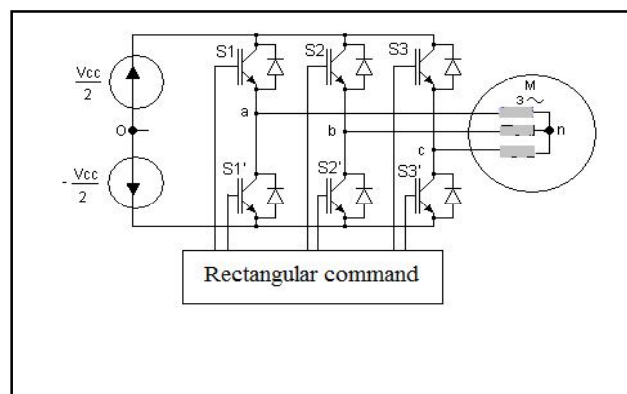 S1 S2 S3
Vcc
2
M
3
a
O
b
n
c
S1' S2' S3'
- Vcc
2
Rectangular command